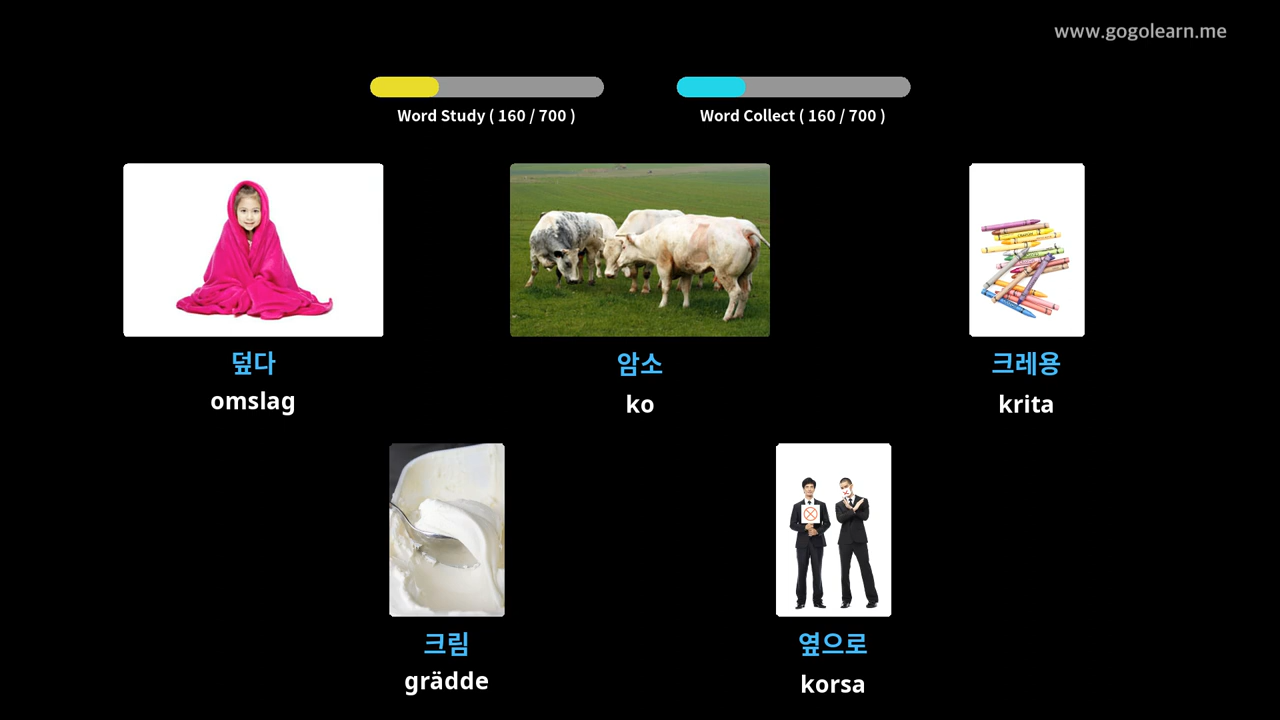 www.gogolearn.me
Word Study ( 160 / 700 )
Word Collect ( 160 / 700 )
덮다
omslag
암소
ko
크레용
krita
크림
grädde
옆으로
korsa